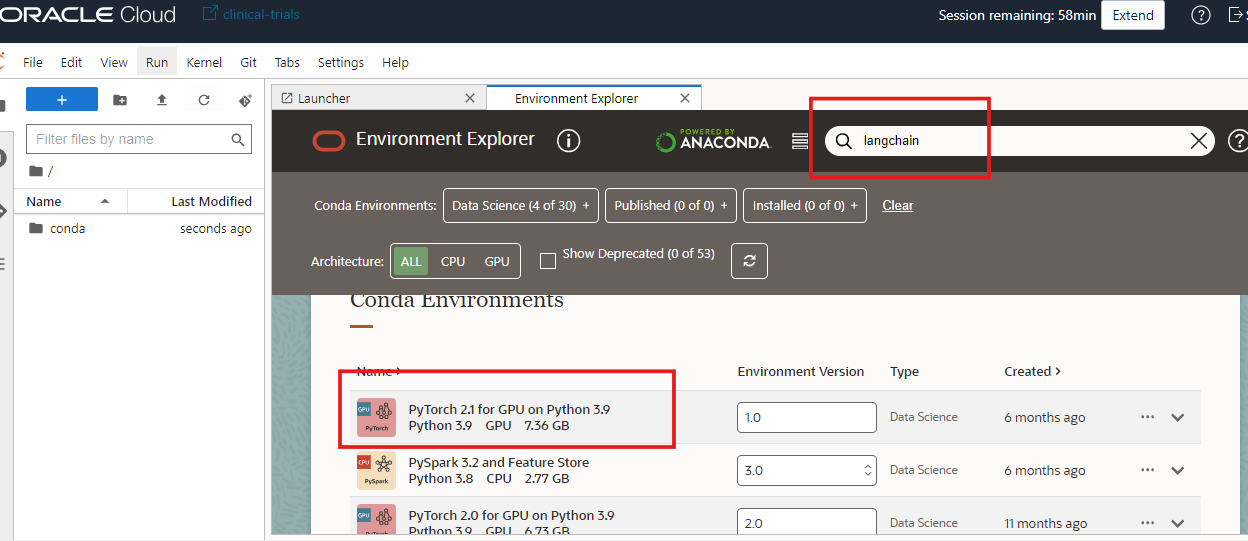 ORACLE Cloud
clinical-trials
Session remaining: 58min
Extend
File Edit View Run Kernel Git Tabs Settings Help
+
Filter files by name
/
Name Last Modified
conda seconds ago
Launcher
Environment Explorer
Environment Explorer
POWERED BY
ANACONDA.
langchain
Conda Environments: Data Science (4 of 30) + Published (0 of 0) + Installed (0 of 0) + Clear
Architecture: ALL CPU GPU Show Deprecated (0 of 53)
Conda Environments
Name Environment Version Type Created
GPU
PyTorch
PyTorch 2.1 for GPU on Python 3.9
Python 3.9 GPU 7.36 GB
1.0 Data Science 6 months ago
CPU
PySpark
PySpark 3.2 and Feature Store
Python 3.8 CPU 2.77 GB
3.0 Data Science 6 months ago
GPU
PyTorch
PyTorch 2.0 for GPU on Python 3.9
Python 3.9 GPU 6.73 GB
2.0 Data Science 11 months ago